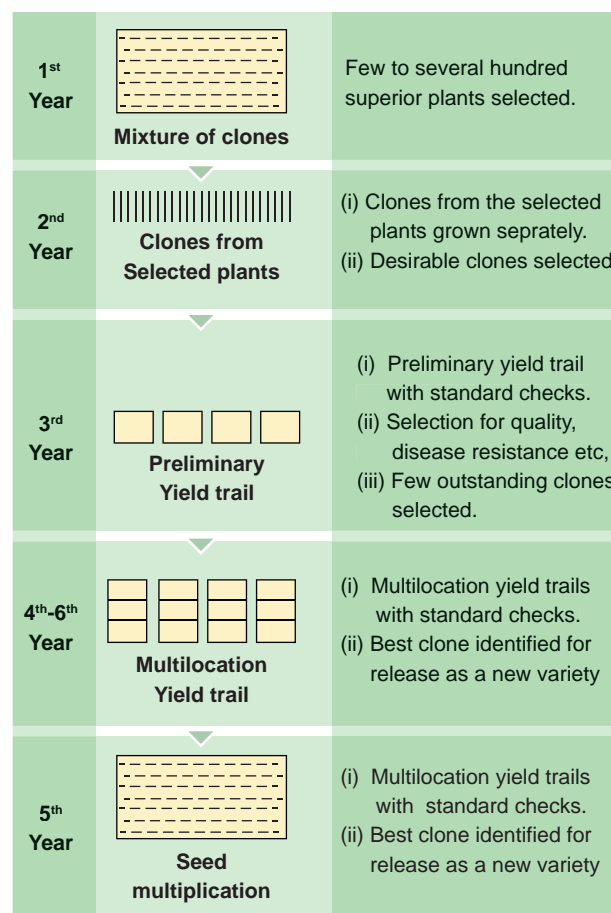 1st
Year
Mixture of clones
Few to several hundred
superior plants selected.
2nd
Year
Clones from
Selected plants
(i) Clones from the selected
plants grown seprately.
(ii) Desirable clones selected
3rd
Year
Preliminary
Yield trail
(i) Preliminary yield trail
with standard checks.
(ii) Selection for quality,
disease resistance etc,
(iii) Few outstanding clones
selected.
4th-6th
Year
Multilocation
Yield trail
(i) Multilocation yield trails
with standard checks.
(ii) Best clone identified for
release as a new variety
5th
Year
Seed
multiplication
(i) Multilocation yield trails
with standard checks.
(ii) Best clone identified for
release as a new variety